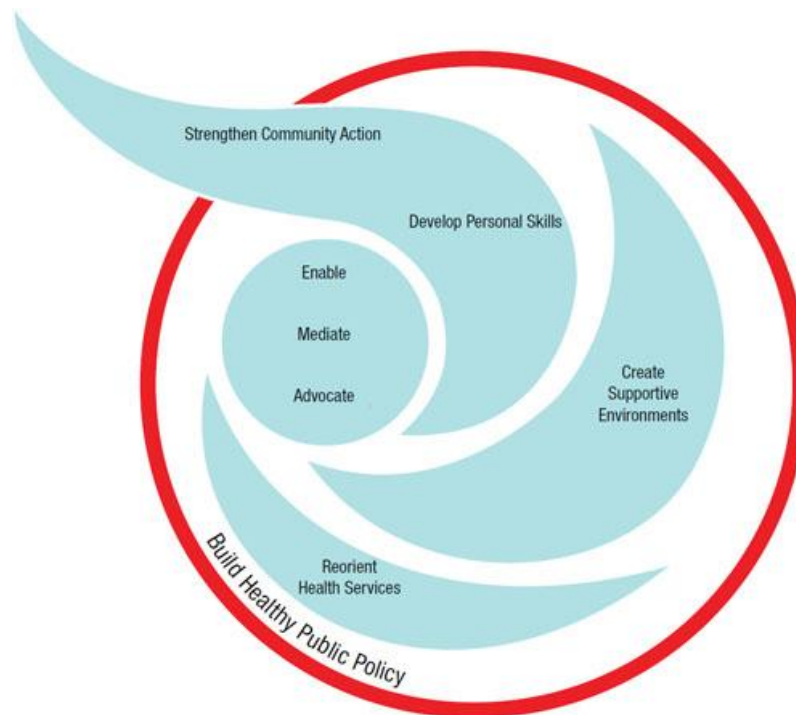 Strengthen Community Action
Develop Personal Skills
Enable
Mediate
Advocate
Create
Supportive
Environments
Reorient
Health Services
Build Healthy Public Policy